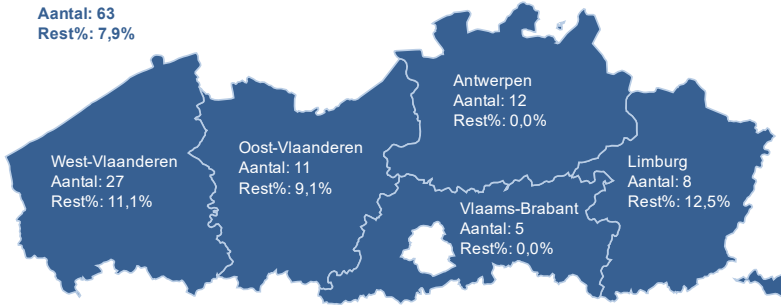 Aantal: 63
Rest%: 7,9%
Antwerpen
Aantal: 12
Rest%: 0,0%
West-Vlaanderen
Aantal: 27
Rest%: 11,1%
Oost-Vlaanderen
Aantal: 11
Rest%: 9,1%
Limburg
Aantal: 8
Rest%: 12,5%
Vlaams-Brabant
Aantal: 5
Rest%: 0,0%